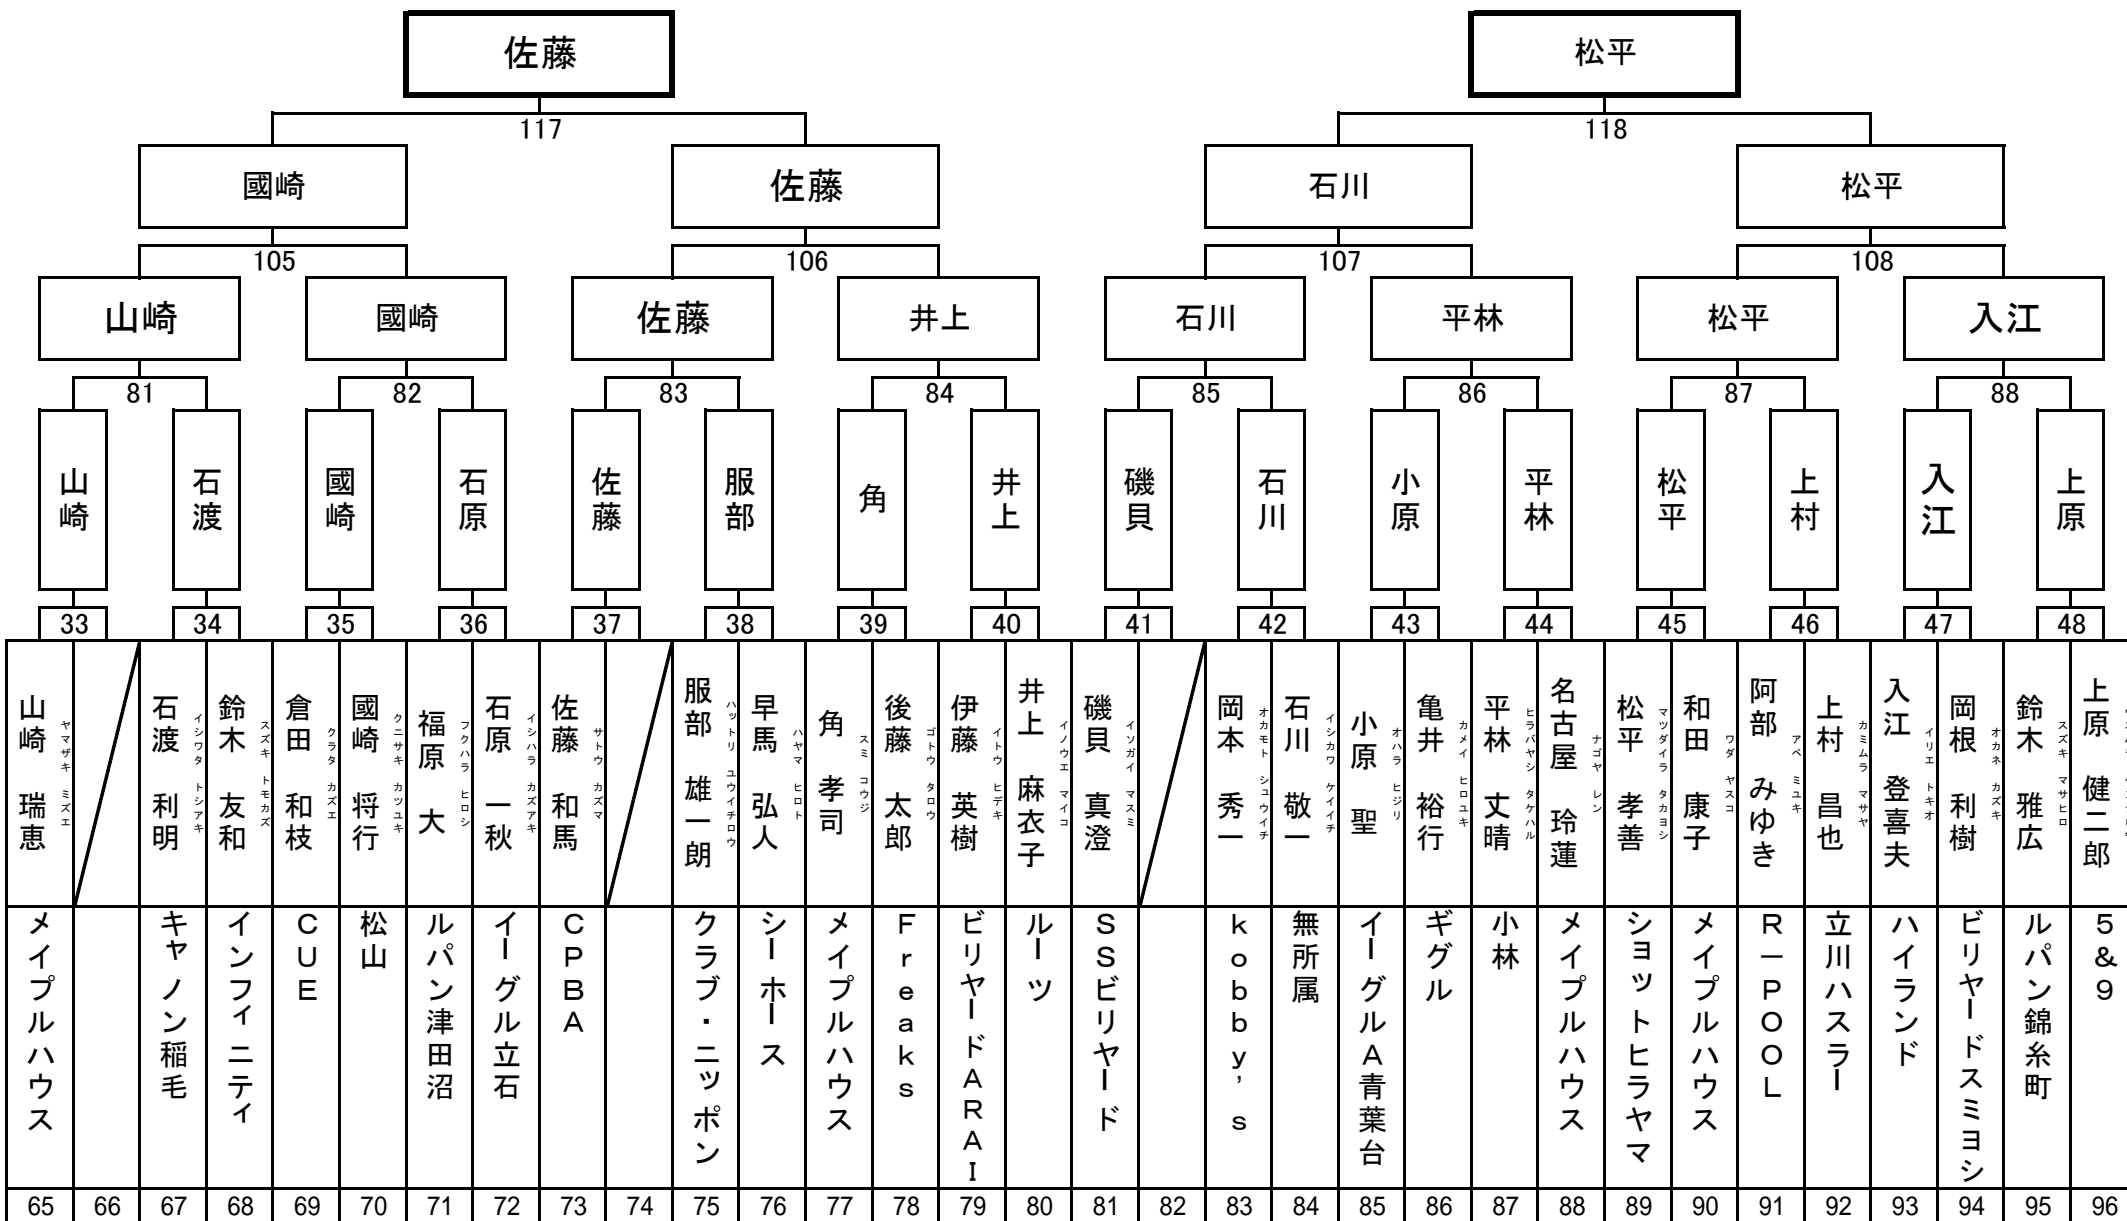 佐藤
松平
117
118
國崎
佐藤
石川
松平
105
106
107
108
山崎
國崎
佐藤
井上
石川
平林
松平
入江
81
82
83
84
85
86
87
88
山崎
石渡
國崎
石原
佐藤
服部
角
井上
磯貝
石川
小原
平林
松平
上村
入江
上原
33
34
35
36
37
38
39
40
41
42
43
44
45
46
47
48
山崎 瑞恵
ヤマザキ ミズエ
石渡 利明
イシワタ トシアキ
鈴木 友和
スズキ トモカズ
倉田 和枝
クラタ カズエ
國崎 将行
クニサキ カツユキ
福原 大
フクハラ ヒロシ
石原 一秋
イシハラ カズアキ
佐藤 和馬
サトウ カズマ
服部 雄一朗
ハットリ ユウイチロウ
早馬 弘人
ハヤマ ヒロト
角 孝司
スミ コウジ
後藤 太郎
ゴトウ タロウ
伊藤 英樹
イトウ ヒデキ
井上 麻衣子
イノウエ マイコ
磯貝 真澄
イソガイ マスミ
岡本 秀一
オカモト シュウイチ
石川 敬一
イシカワ ケイイチ
小原 聖
オハラ ヒジリ
亀井 裕行
カメイ ヒロユキ
平林 丈晴
ヒラバヤシ タケハル
名古屋 玲蓮
ナゴヤ レン
松平 孝善
マツダイラ タカヨシ
和田 康子
ワダ ヤスコ
阿部 みゆき
アベ ミユキ
上村 昌也
カミムラ マサヤ
入江 登喜夫
イリエ トキオ
岡根 利樹
オカネ カズキ
鈴木 雅広
スズキ マサヒロ
上原 健二郎
メイプルハウス
キャノン稲毛
インフィニティ
CUE
松山
ルパン津田沼
イーグル立石
CPBA
クラブ・ニッポン
シーホース
メイプルハウス
Freaks
ビリヤードARAI
ルーツ
SSビリヤード
kobby's
無所属
イーグルA青葉台
ギグル
小林
メイプルハウス
ショットヒラヤマ
メイプルハウス
R-POOL
立川ハスラー
ハイランド
ビリヤードスミヨシ
ルパン錦糸町
5&9
65
66
67
68
69
70
71
72
73
74
75
76
77
78
79
80
81
82
83
84
85
86
87
88
89
90
91
92
93
94
95
96